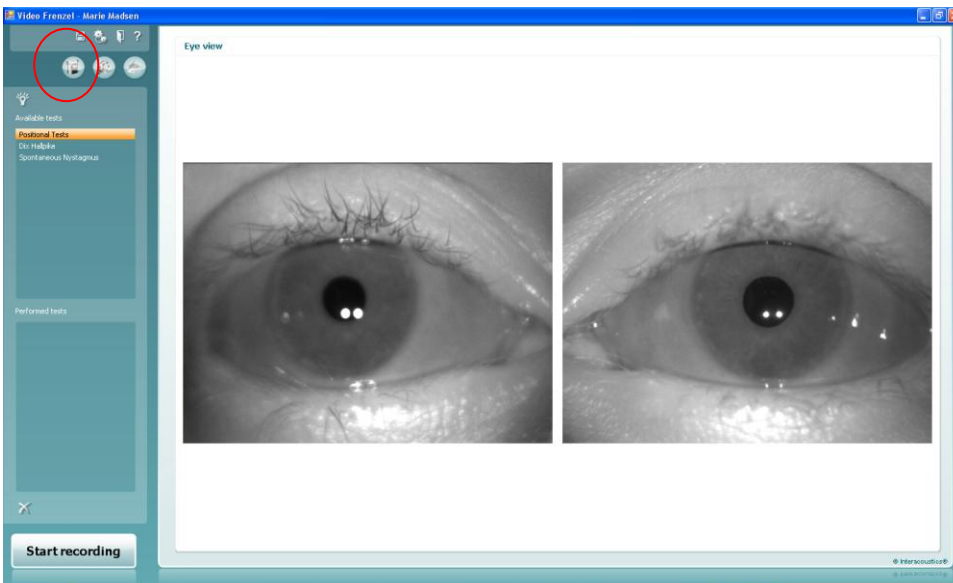 Video Frenzel - Marie Madsen
?
Eye view
Available tests
Positional Tests
Dix Hallpike
Spontaneous Nystagmus
Performed tests
Start recording
® Interacoustics®